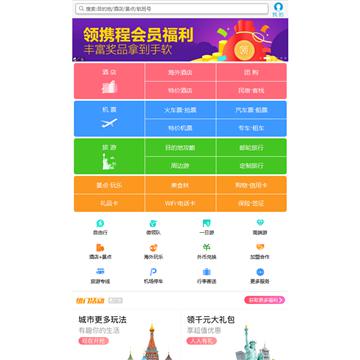 搜索:目的地/酒店/景点/航班号
我的
领携程会员福利
丰富奖品拿到手软
酒店 海外酒店 团购
特价酒店 民宿·客栈
机票 火车票·抢票 汽车票·船票
特价机票 专车·租车
旅游 目的地攻略 邮轮旅行
周边游 定制旅行
景点·玩乐 美食林 购物·信用卡
礼品卡 WiFi·电话卡 保险·签证
自由行 做领队 一日游 高端游
酒店+景点 海外玩乐 外币兑换 加盟合作
旅游专线 机场停车 行李寄送 更多服务
热门活动 获取更多福利
城市更多玩法 领千元大礼包
有趣你的生活 享超值优惠
现在开抢 人人有礼